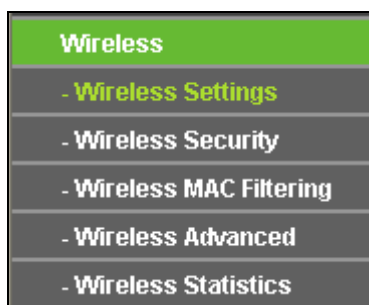 Wireless
- Wireless Settings
- Wireless Security
- Wireless MAC Filtering
- Wireless Advanced
- Wireless Statistics